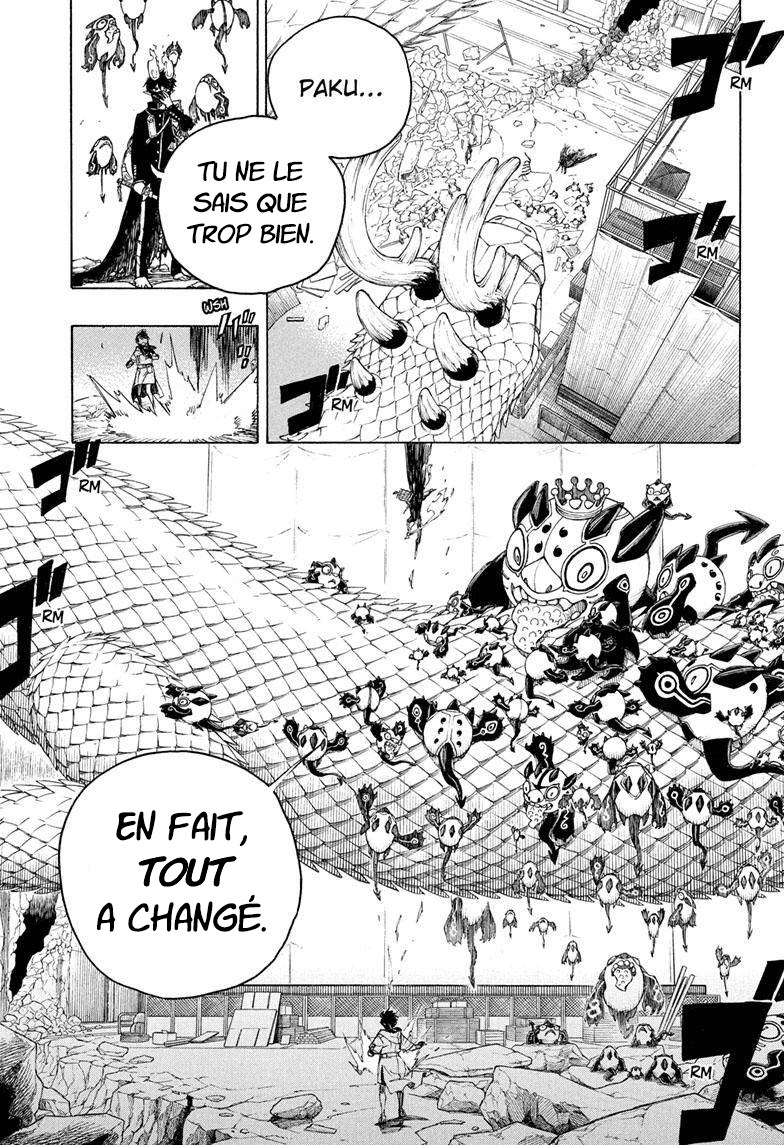 ゴ
RM
PAKU...
TU NE LE
SAIS QUE
TROP BIEN.
ゴ
RM
ゴ
RM
WSH
ゴ
RM
ゴ
RM
EN FAIT,
TOUT
A CHANGÉ.
ゴ
RM